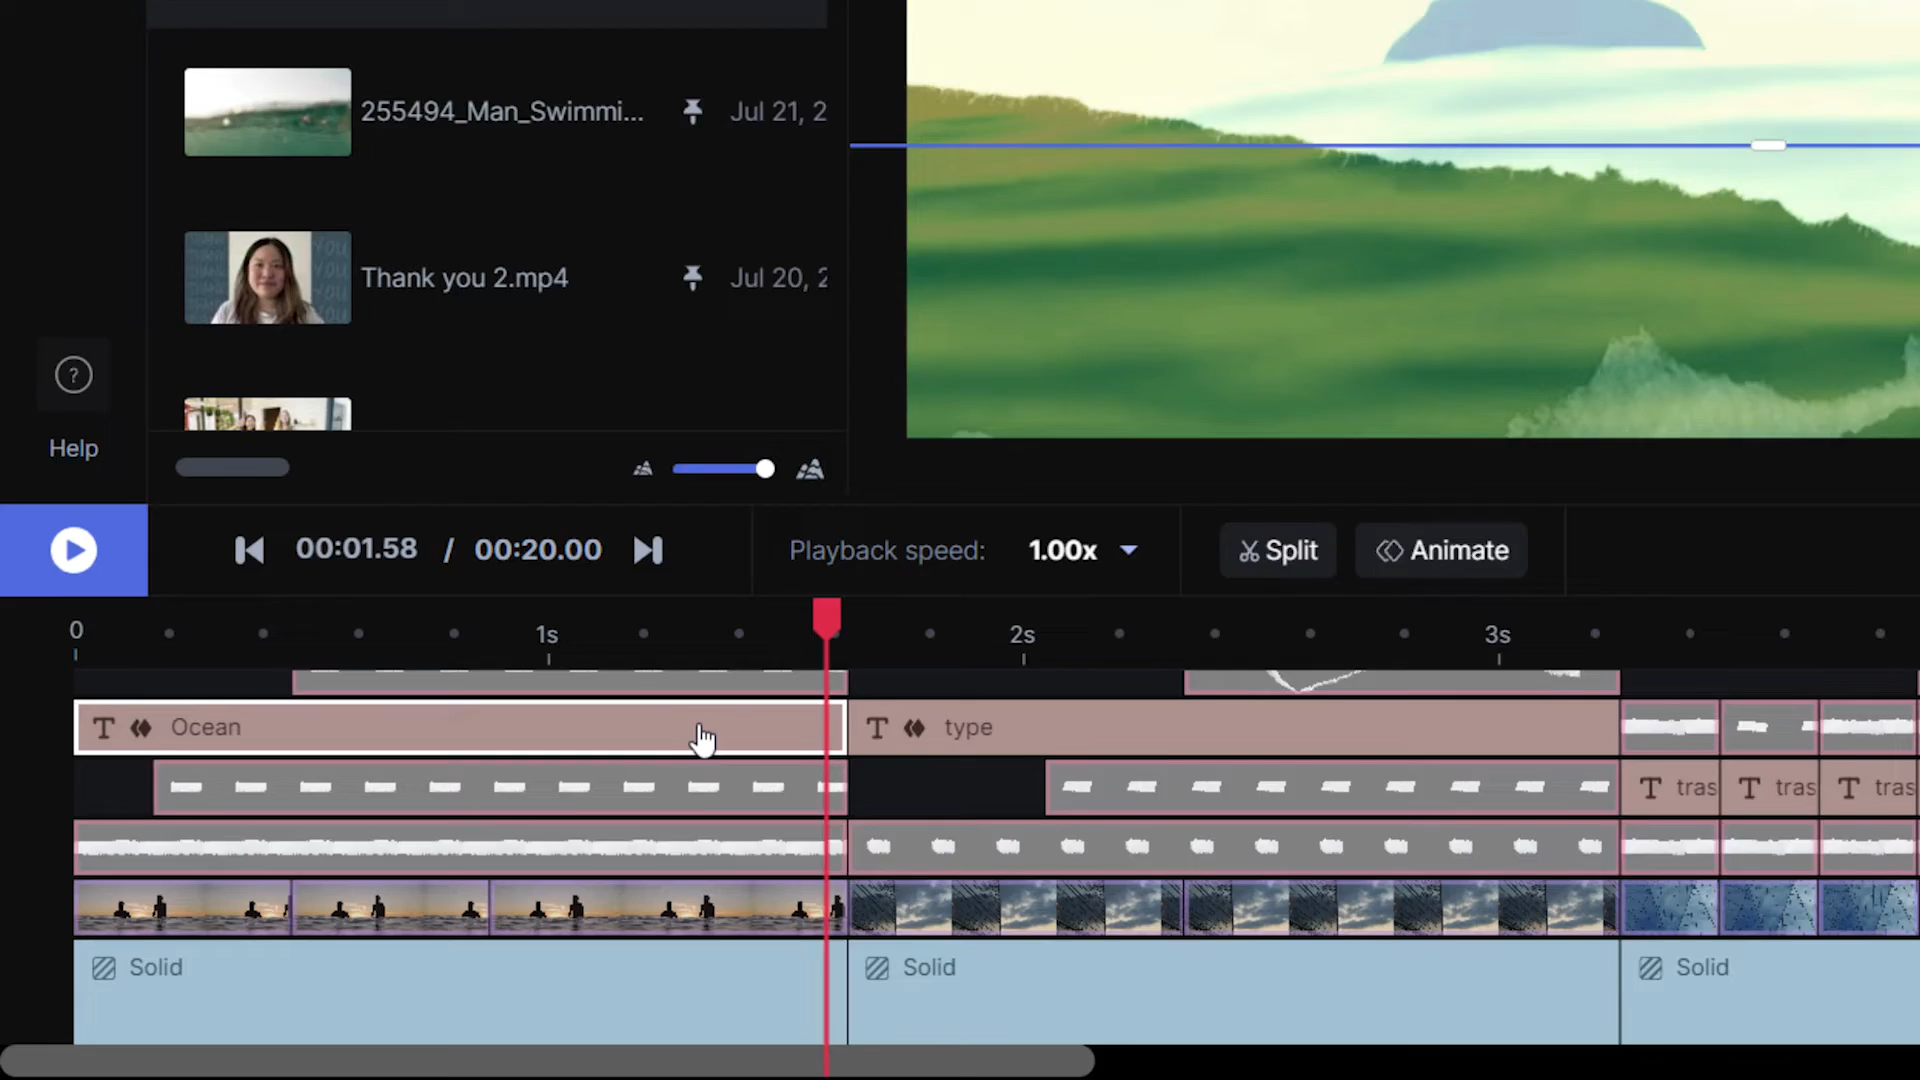 255494_Man_Swimmi... Jul 21, 2
Thank you 2.mp4 Jul 20, 2
?
Help
00:01.58 / 00:20.00 Playback speed: 1.00x Split Animate
0 1s 2s 3s
T Ocean T type
T tras T tras T tras
Solid Solid Solid